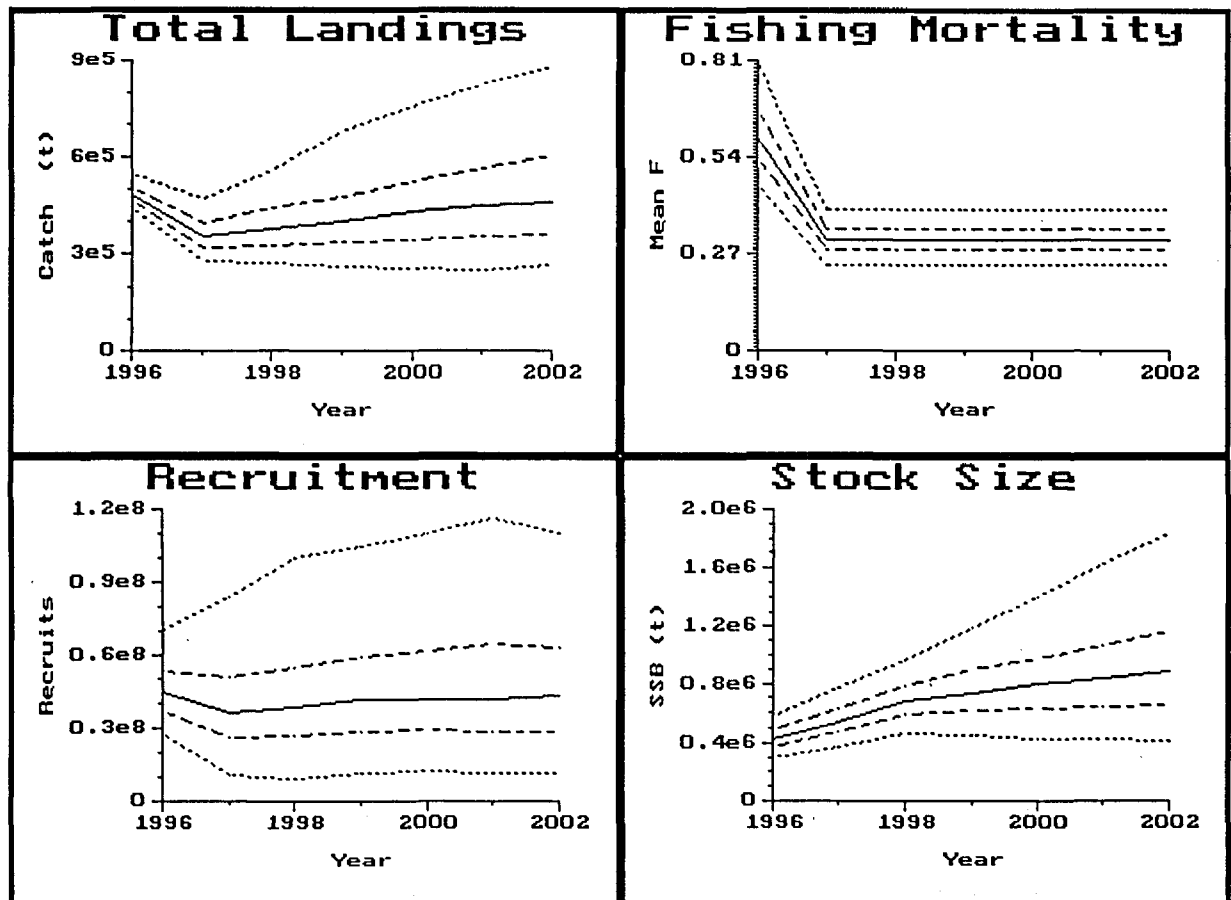 Total Landings
9e5
6e5
3e5
0
Catch (t)
1996 1998 2000 2002
Year
Fishing Mortality
0.81
0.54
0.27
0
Mean F
1996 1998 2000 2002
Year
Recruitment
1.2e8
0.9e8
0.6e8
0.3e8
0
Recruits
1996 1998 2000 2002
Year
Stock Size
2.0e6
1.6e6
1.2e6
0.8e6
0.4e6
0
SSB (t)
1996 1998 2000 2002
Year